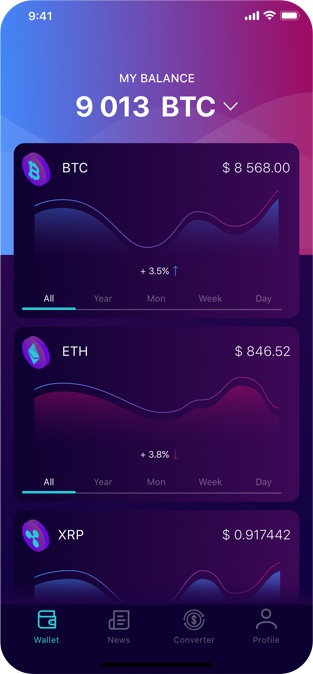 9:41
MY BALANCE
9 013 BTC
BTC $ 8 568.00
+ 3.5% ↑
All Year Mon Week Day
ETH $ 846.52
+ 3.8% ↓
All Year Mon Week Day
XRP $ 0.917442
Wallet News Converter Profile